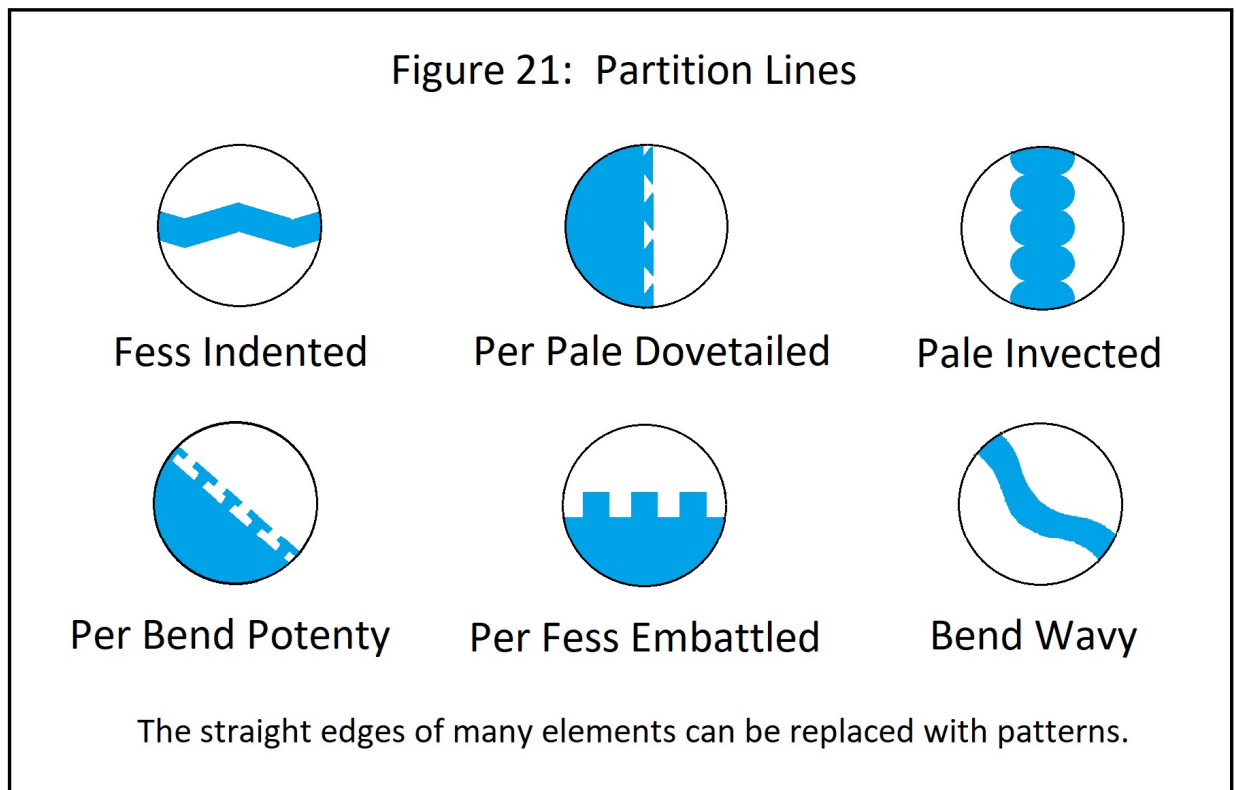 Figure 21:  Partition Lines
Fess Indented
Per Pale Dovetailed
Pale Invected
Per Bend Potenty
Per Fess Embattled
Bend Wavy
The straight edges of many elements can be replaced with patterns.